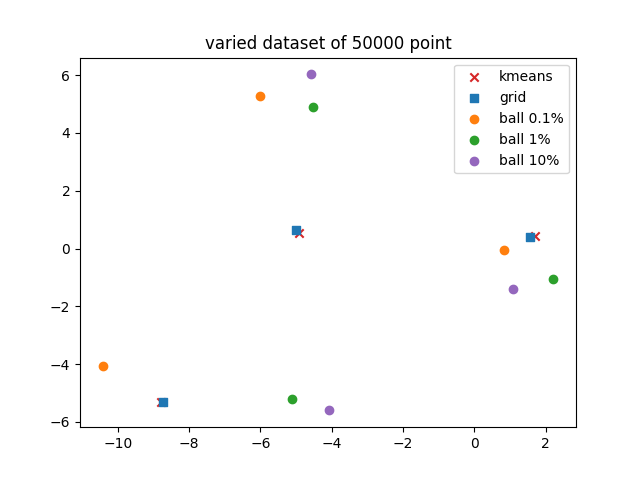 varied dataset of 50000 point
kmeans
grid
ball 0.1%
ball 1%
ball 10%
6
4
2
0
−2
−4
−6
−10 −8 −6 −4 −2 0 2